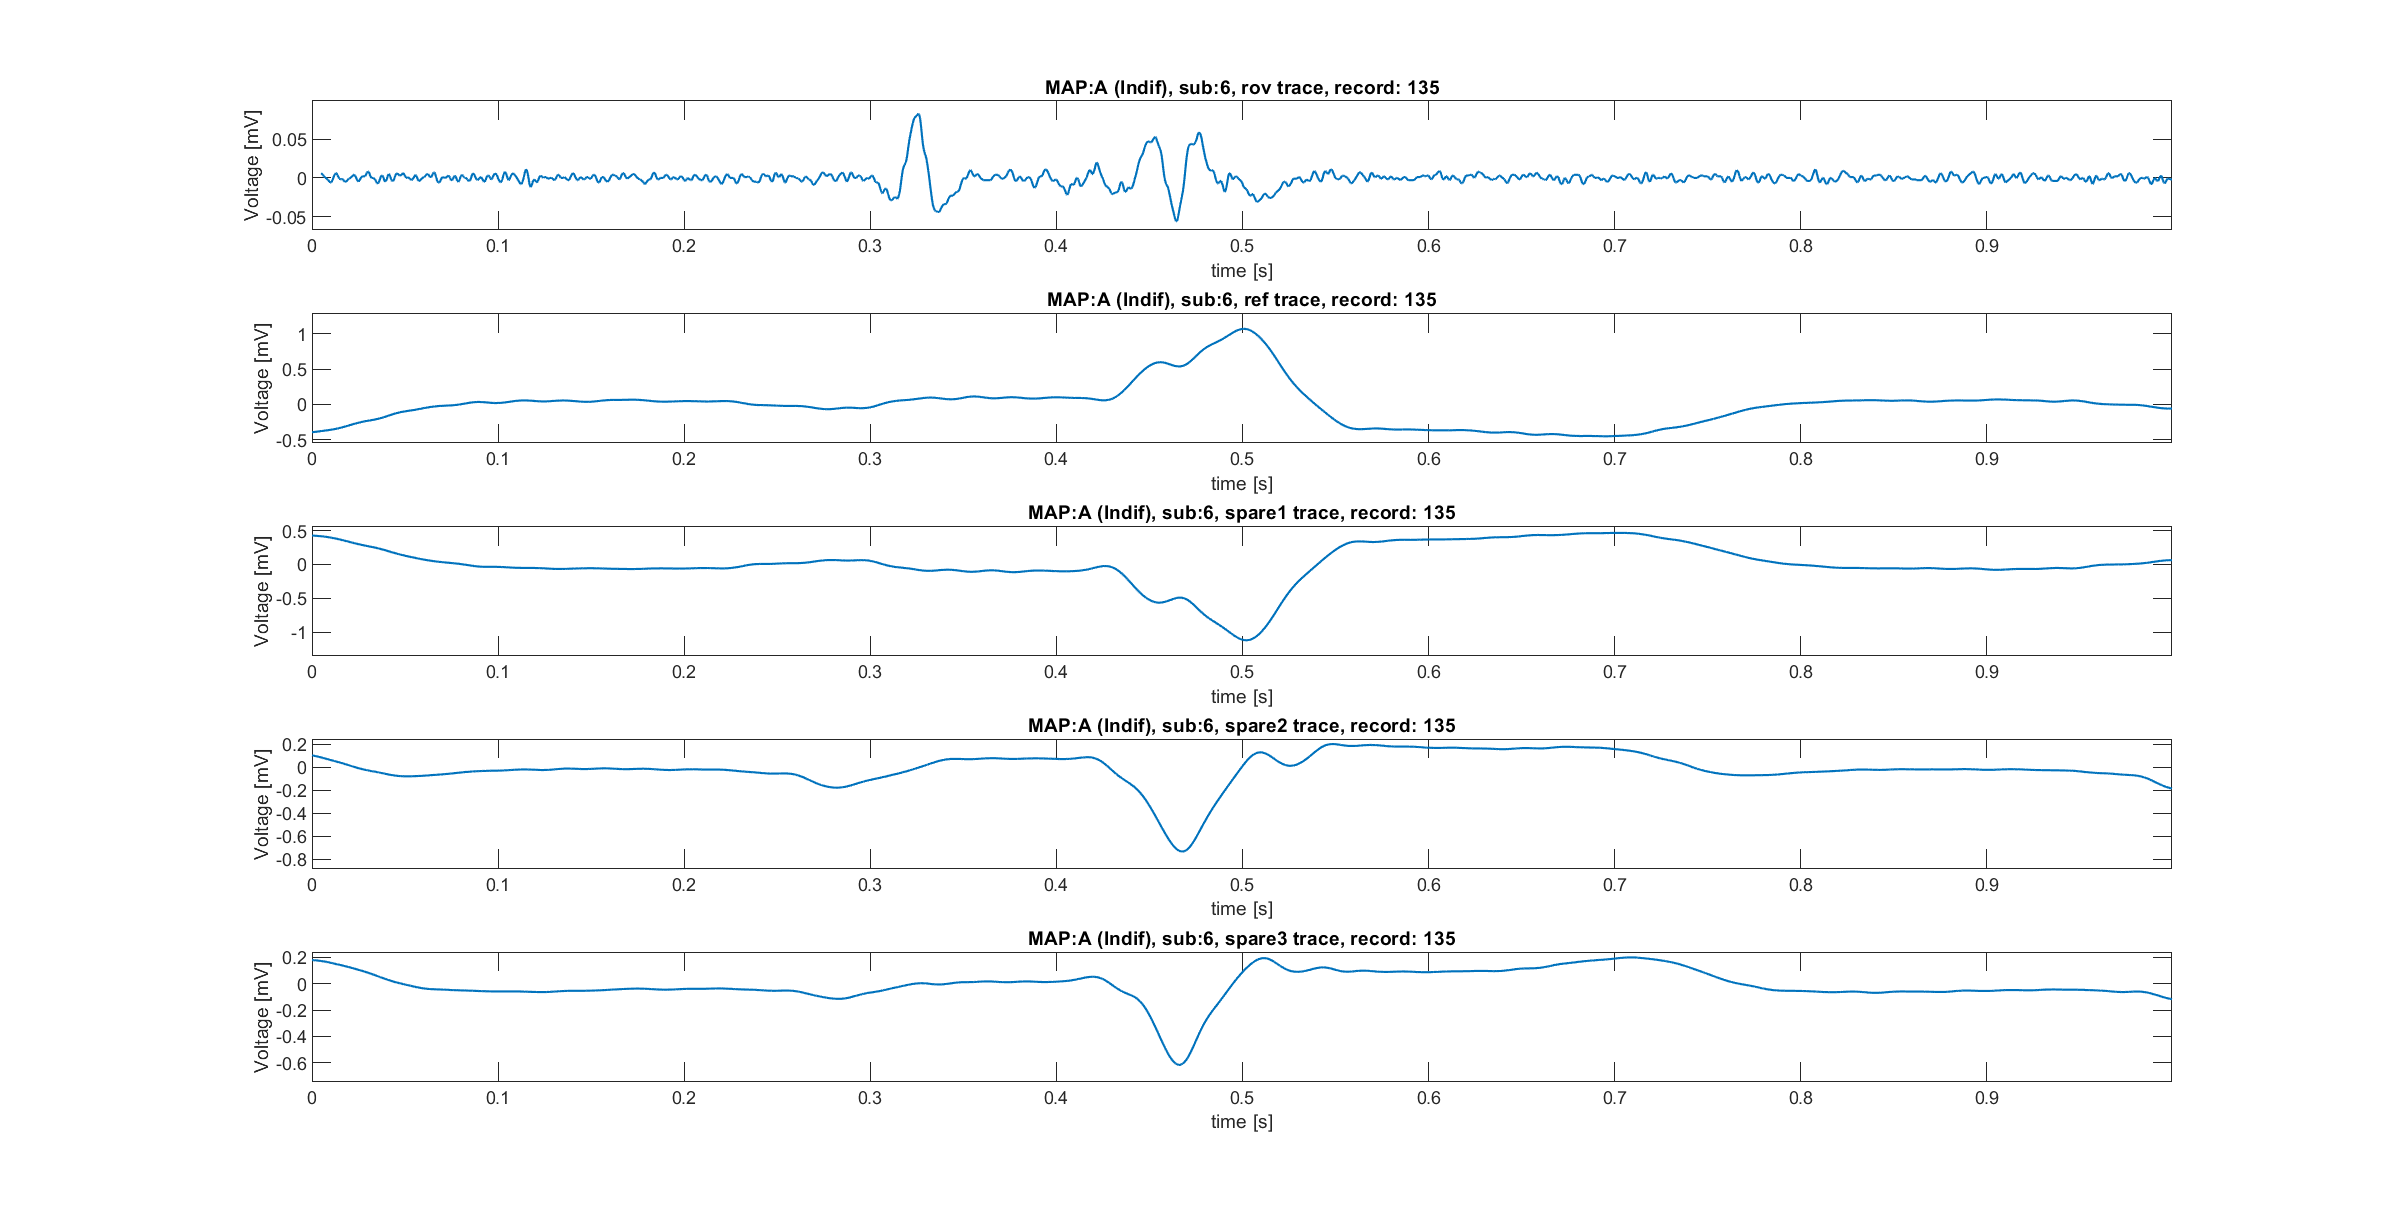 MAP:A (Indif), sub:6, rov trace, record: 135
Voltage [mV]
0.05
0
-0.05
0 0.1 0.2 0.3 0.4 0.5 0.6 0.7 0.8 0.9
time [s]
MAP:A (Indif), sub:6, ref trace, record: 135
Voltage [mV]
1
0.5
0
-0.5
0 0.1 0.2 0.3 0.4 0.5 0.6 0.7 0.8 0.9
time [s]
MAP:A (Indif), sub:6, spare1 trace, record: 135
Voltage [mV]
0.5
0
-0.5
-1
0 0.1 0.2 0.3 0.4 0.5 0.6 0.7 0.8 0.9
time [s]
MAP:A (Indif), sub:6, spare2 trace, record: 135
Voltage [mV]
0.2
0
-0.2
-0.4
-0.6
-0.8
0 0.1 0.2 0.3 0.4 0.5 0.6 0.7 0.8 0.9
time [s]
MAP:A (Indif), sub:6, spare3 trace, record: 135
Voltage [mV]
0.2
0
-0.2
-0.4
-0.6
0 0.1 0.2 0.3 0.4 0.5 0.6 0.7 0.8 0.9
time [s]